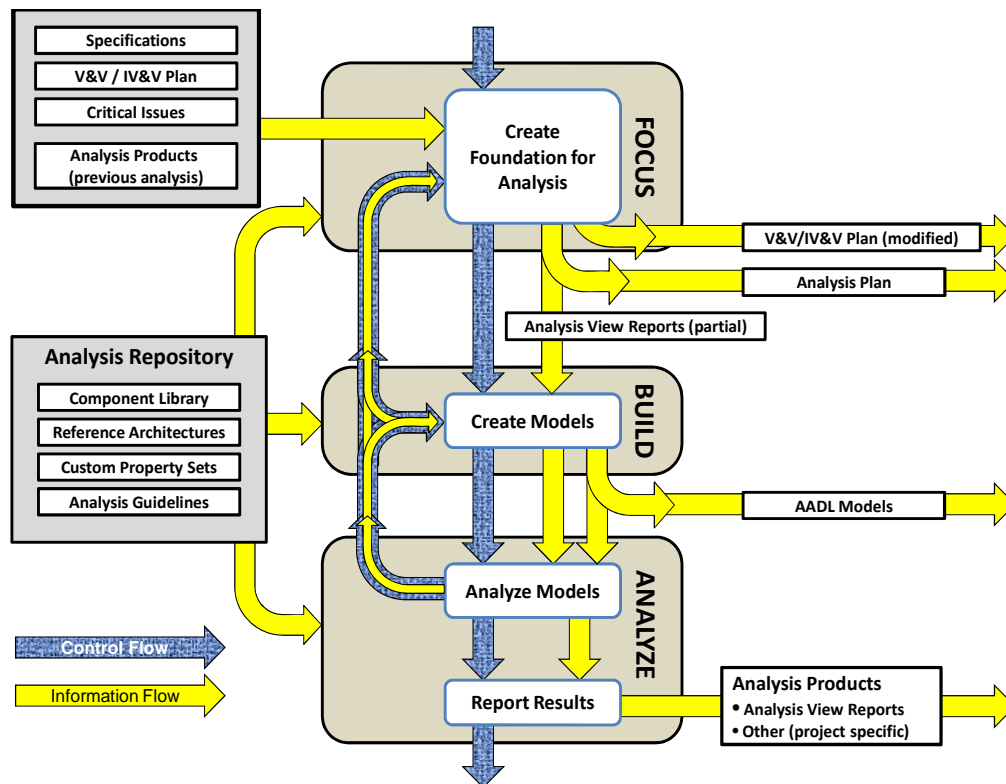 Specifications
V&V / IV&V Plan
Critical Issues
Analysis Products
(previous analysis)
Create
Foundation for
Analysis
FOCUS
V&V/IV&V Plan (modified)
Analysis Plan
Analysis View Reports (partial)
Analysis Repository
Component Library
Reference Architectures
Custom Property Sets
Analysis Guidelines
Create Models
BUILD
AADL Models
Analyze Models
ANALYZE
Control Flow
Information Flow
Report Results
Analysis Products
• Analysis View Reports
• Other (project specific)